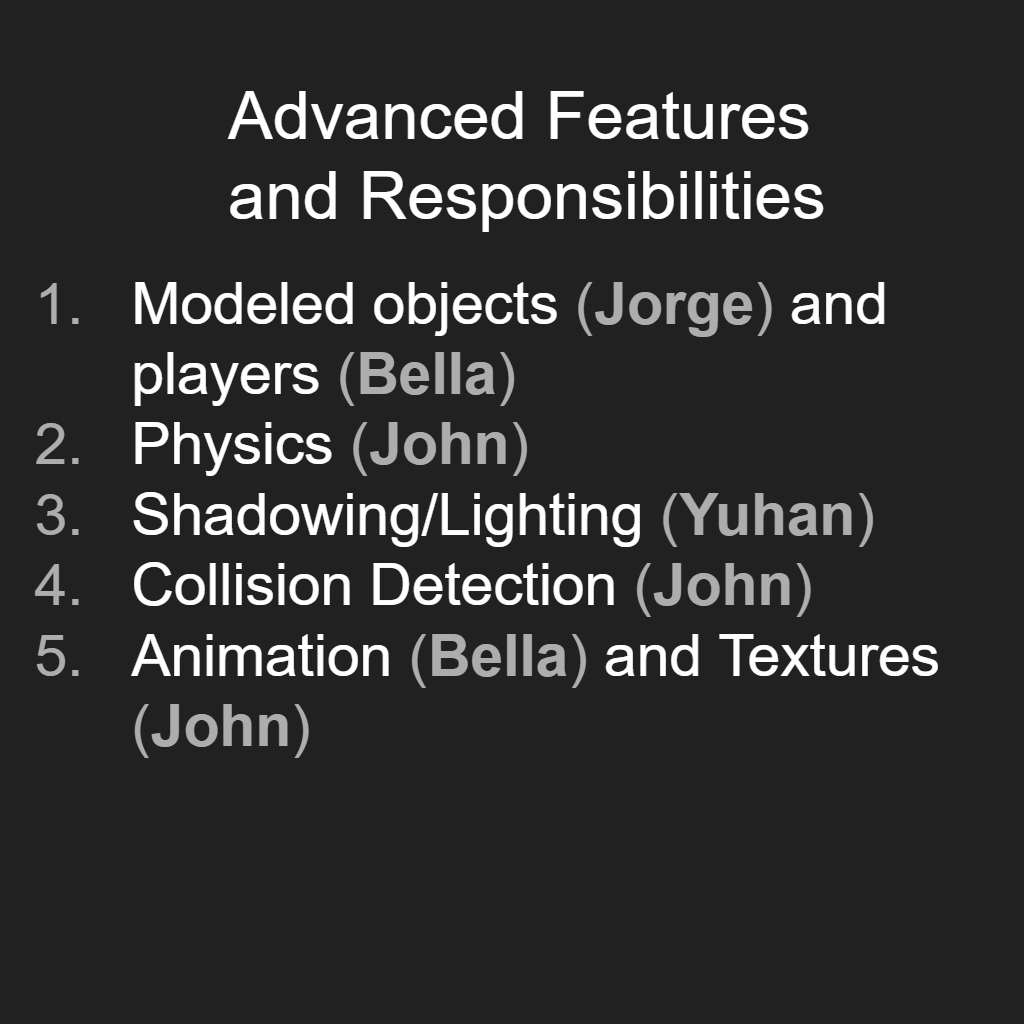 Advanced Features
and Responsibilities
1. Modeled objects (Jorge) and
players (Bella)
2. Physics (John)
3. Shadowing/Lighting (Yuhan)
4. Collision Detection (John)
5. Animation (Bella) and Textures
(John)